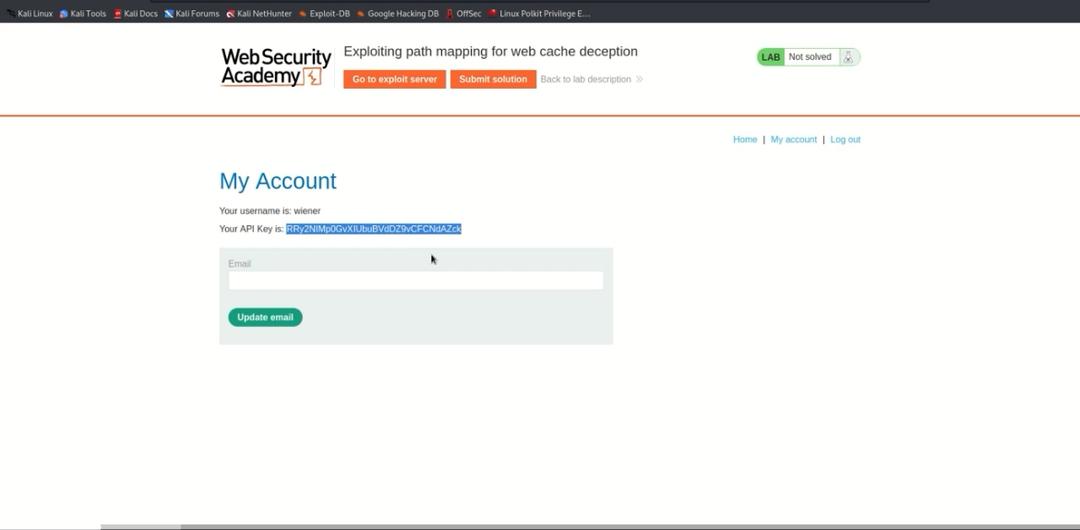 Kali Linux Kali Tools Kali Docs Kali Forums Kali NetHunter Exploit-DB Google Hacking DB OffSec Linux Polkit Privilege E...
Web Security Academy
Exploiting path mapping for web cache deception
Go to exploit server Submit solution Back to lab description >>
LAB Not solved
Home | My account | Log out
My Account
Your username is: wiener
Your API Key is: RRy2NIMp0GvXIUbuBVdDZ9vCFCNdAZck
Email
Update email